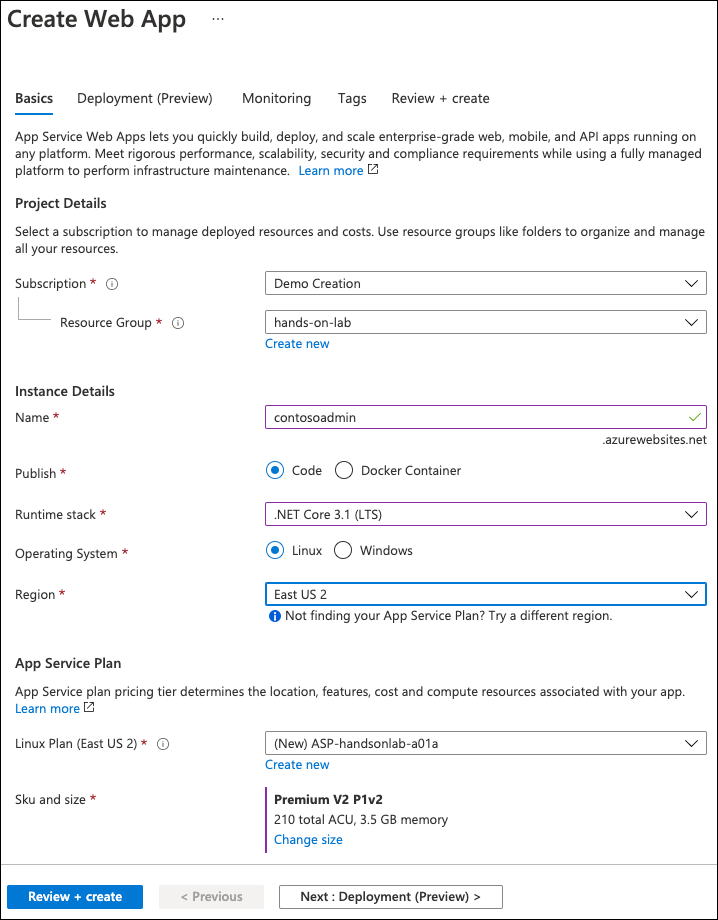 Create Web App ...
Basics Deployment (Preview) Monitoring Tags Review + create
App Service Web Apps lets you quickly build, deploy, and scale enterprise-grade web, mobile, and API apps running on
any platform. Meet rigorous performance, scalability, security and compliance requirements while using a fully managed
platform to perform infrastructure maintenance. Learn more
Project Details
Select a subscription to manage deployed resources and costs. Use resource groups like folders to organize and manage
all your resources.
Subscription * Demo Creation
Resource Group * hands-on-lab
Create new
Instance Details
Name * contosoadmin
.azurewebsites.net
Publish * Code Docker Container
Runtime stack * .NET Core 3.1 (LTS)
Operating System * Linux Windows
Region * East US 2
Not finding your App Service Plan? Try a different region.
App Service Plan
App Service plan pricing tier determines the location, features, cost and compute resources associated with your app.
Learn more
Linux Plan (East US 2) * (New) ASP-handsonlab-a01a
Create new
Sku and size * Premium V2 P1v2
210 total ACU, 3.5 GB memory
Change size
Review + create < Previous Next : Deployment (Preview) >